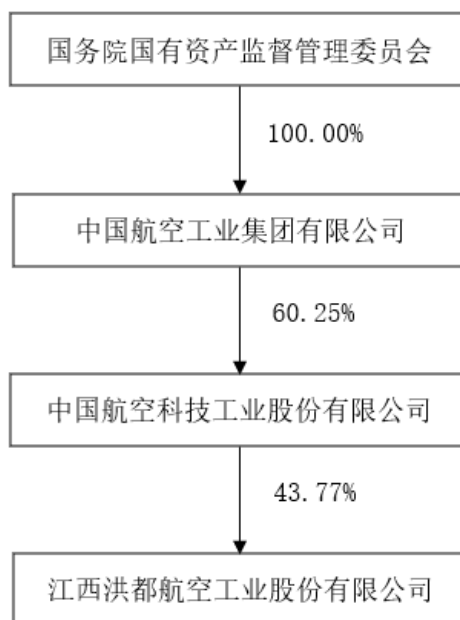 国务院国有资产监督管理委员会
100.00%
中国航空工业集团有限公司
60.25%
中国航空科技工业股份有限公司
43.77%
江西洪都航空工业股份有限公司